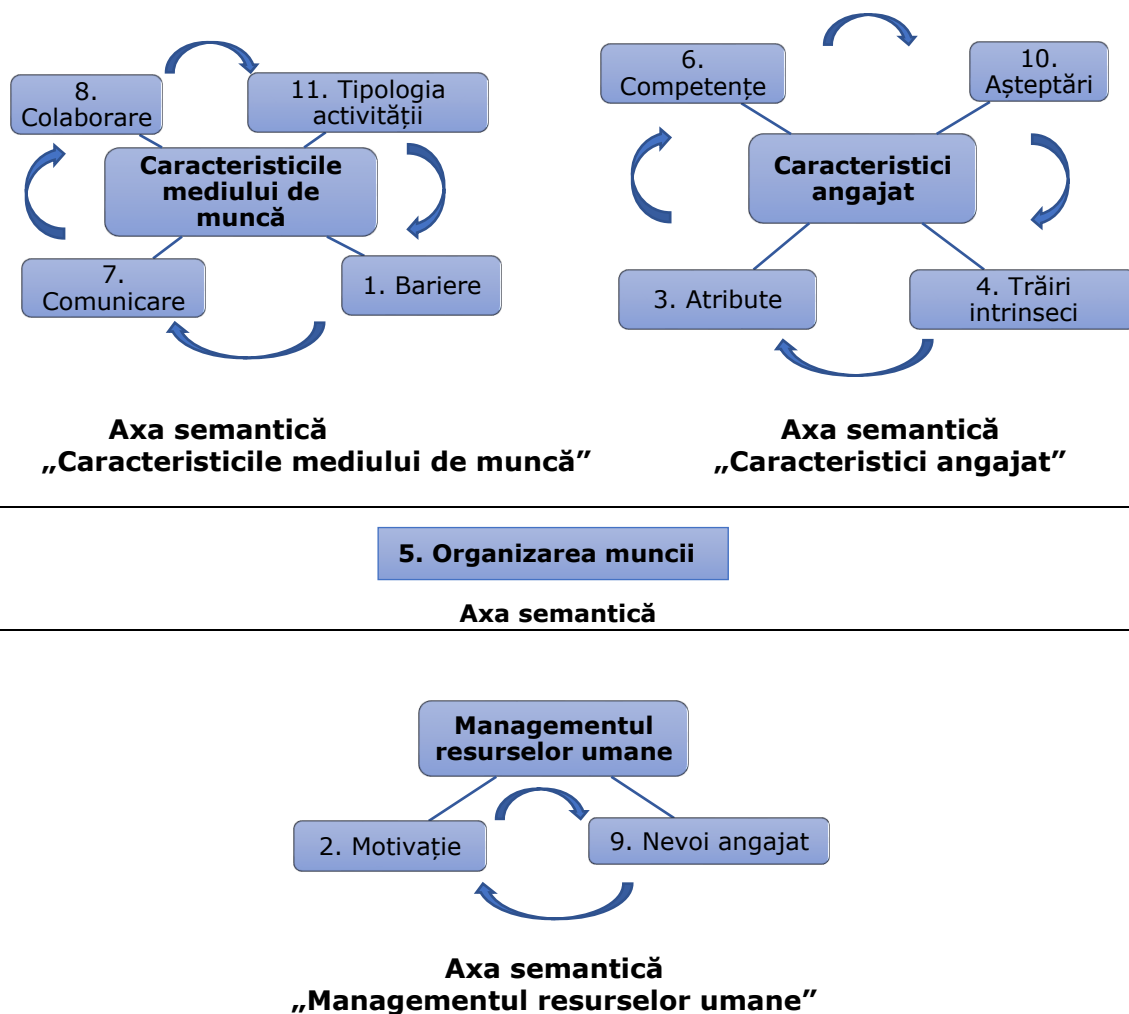 8.
Colaborare
11. Tipologia
activității
Caracteristicile
mediului de
muncă
7.
Comunicare
1. Bariere
Axa semantică
„Caracteristicile mediului de muncă”
6.
Competențe
10.
Așteptări
Caracteristici
angajat
3. Atribute
4. Trăiri
intrinseci
Axa semantică
„Caracteristici angajat”
5. Organizarea muncii
Axa semantică
Managementul
resurselor umane
2. Motivație
9. Nevoi angajat
Axa semantică
„Managementul resurselor umane”